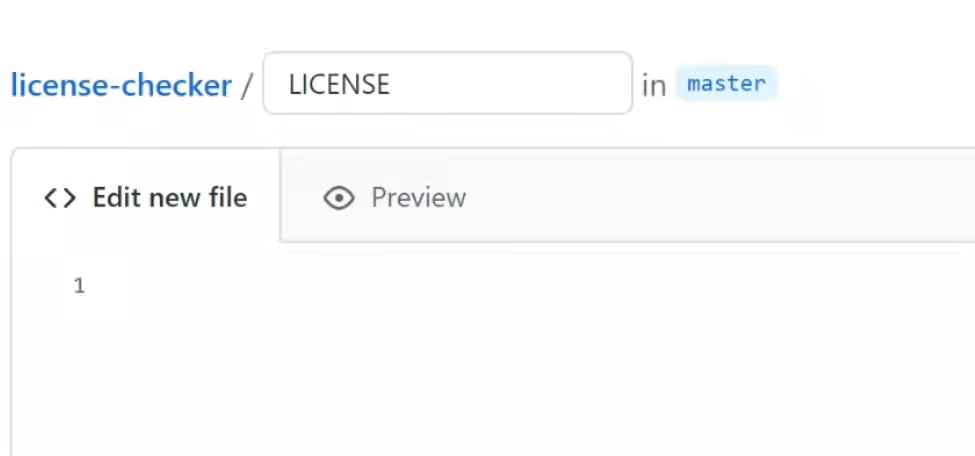 license-checker / LICENSE in master
<> Edit new file Preview
1